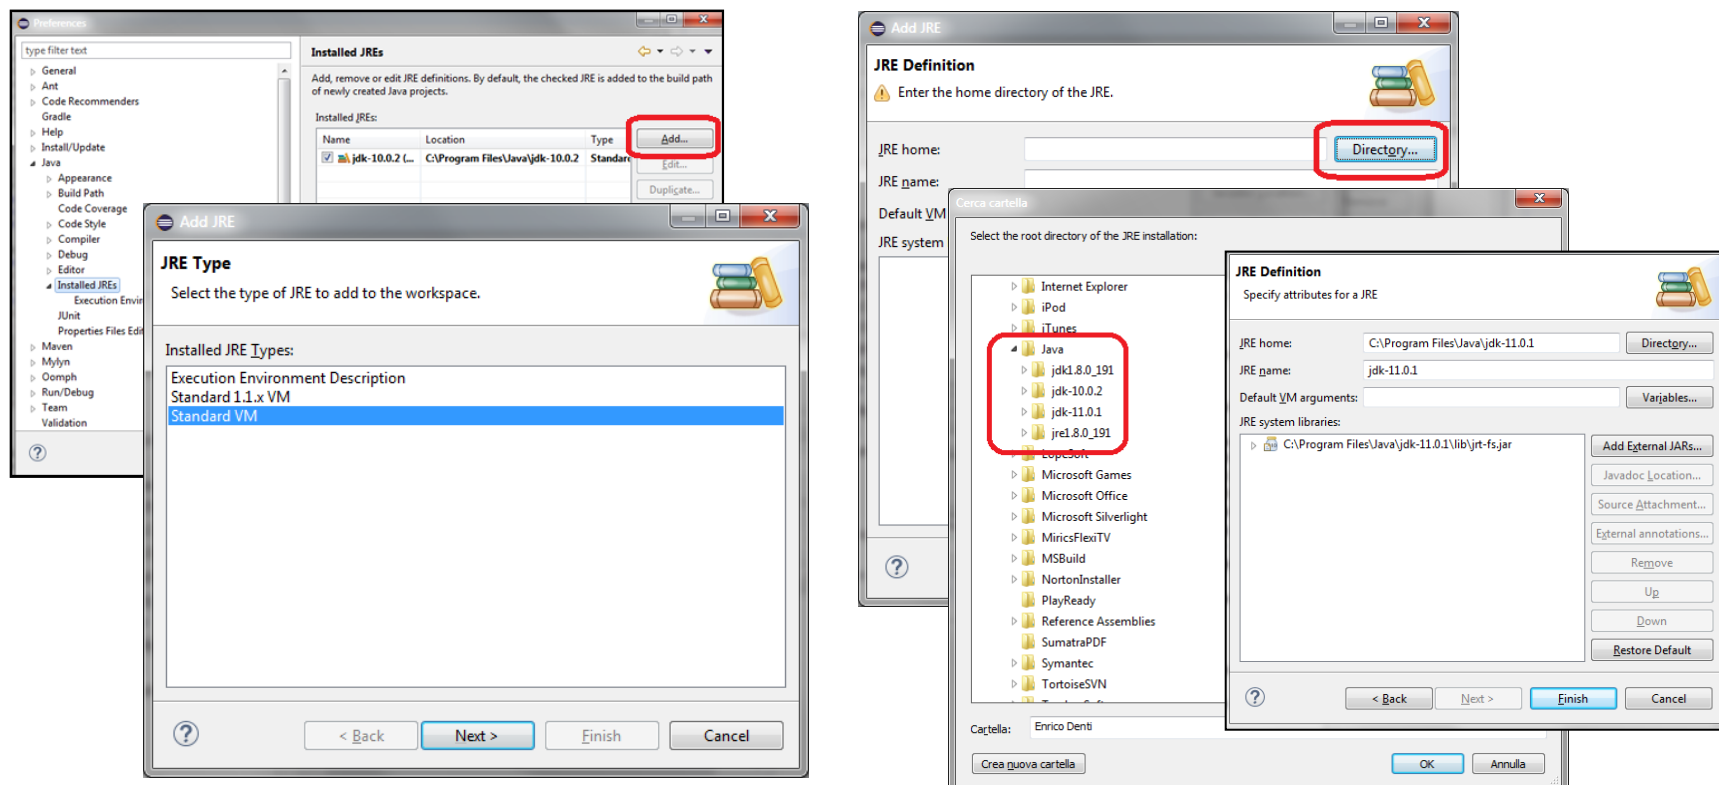 Preferences
type filter text
General
Ant
Code Recommenders
Gradle
Help
Install/Update
Java
Appearance
Build Path
Code Coverage
Code Style
Compiler
Debug
Editor
Installed JREs
Execution Envir
JUnit
Properties Files Edit
Maven
Mylyn
Oomph
Run/Debug
Team
Validation
Installed JREs
Add, remove or edit JRE definitions. By default, the checked JRE is added to the build path
of newly created Java projects.
Installed JREs:
Name Location Type
jdk-10.0.2 (... C:\Program Files\Java\jdk-10.0.2 Standard
Add...
Edit...
Duplicate...
Add JRE
JRE Type
Select the type of JRE to add to the workspace.
Installed JRE Types:
Execution Environment Description
Standard 1.1.x VM
Standard VM
< Back Next > Finish Cancel
Add JRE
JRE Definition
Enter the home directory of the JRE.
JRE home: Directory...
JRE name:
Default VM
JRE system
Cerca cartella
Select the root directory of the JRE installation:
Internet Explorer
iPod
iTunes
Java
jdk1.8.0_191
jdk-10.0.2
jdk-11.0.1
jre1.8.0_191
LopeSoft
Microsoft Games
Microsoft Office
Microsoft Silverlight
MiricsFlexiTV
MSBuild
NortonInstaller
PlayReady
Reference Assemblies
SumatraPDF
Symantec
TortoiseSVN
Cartella: Enrico Denti
Crea nuova cartella OK Annulla
JRE Definition
Specify attributes for a JRE
JRE home: C:\Program Files\Java\jdk-11.0.1 Directory...
JRE name: jdk-11.0.1
Default VM arguments: Variables...
JRE system libraries:
C:\Program Files\Java\jdk-11.0.1\lib\jrt-fs.jar
Add External JARs...
Javadoc Location...
Source Attachment...
External annotations...
Remove
Up
Down
Restore Default
< Back Next > Finish Cancel